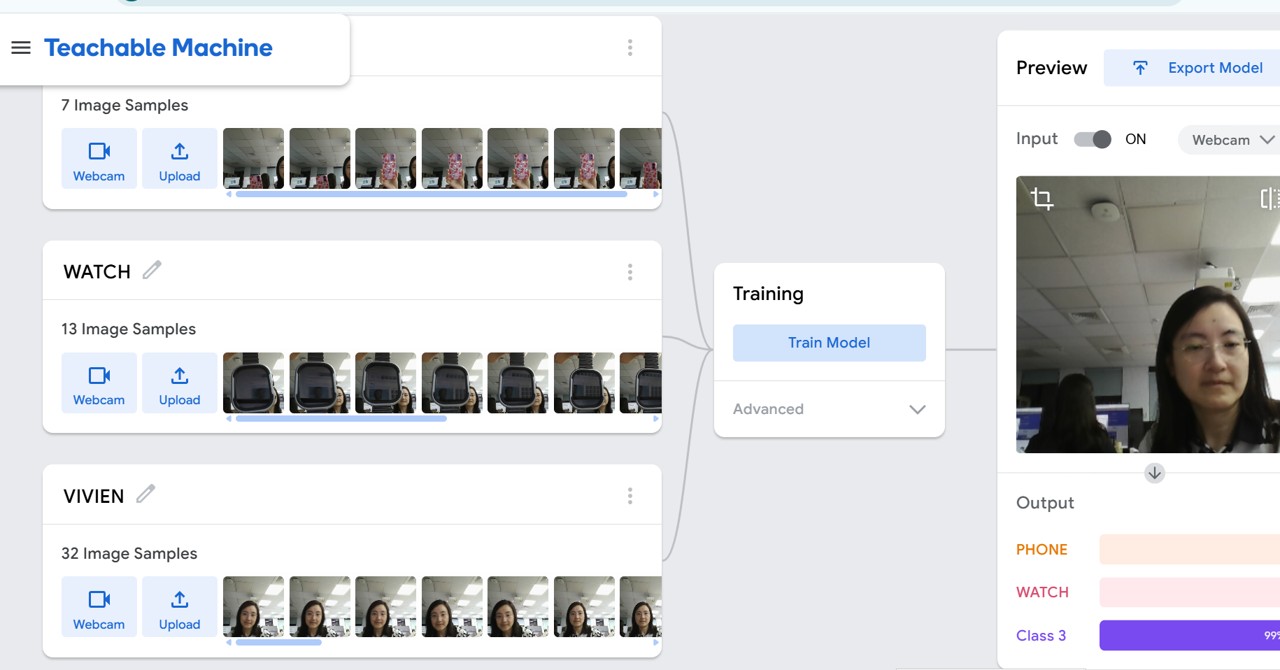 Teachable Machine
7 Image Samples
Webcam
Upload
WATCH
13 Image Samples
Webcam
Upload
VIVIEN
32 Image Samples
Webcam
Upload
Training
Train Model
Advanced
Preview
Export Model
Input
ON
Webcam
Output
PHONE
WATCH
Class 3
99%